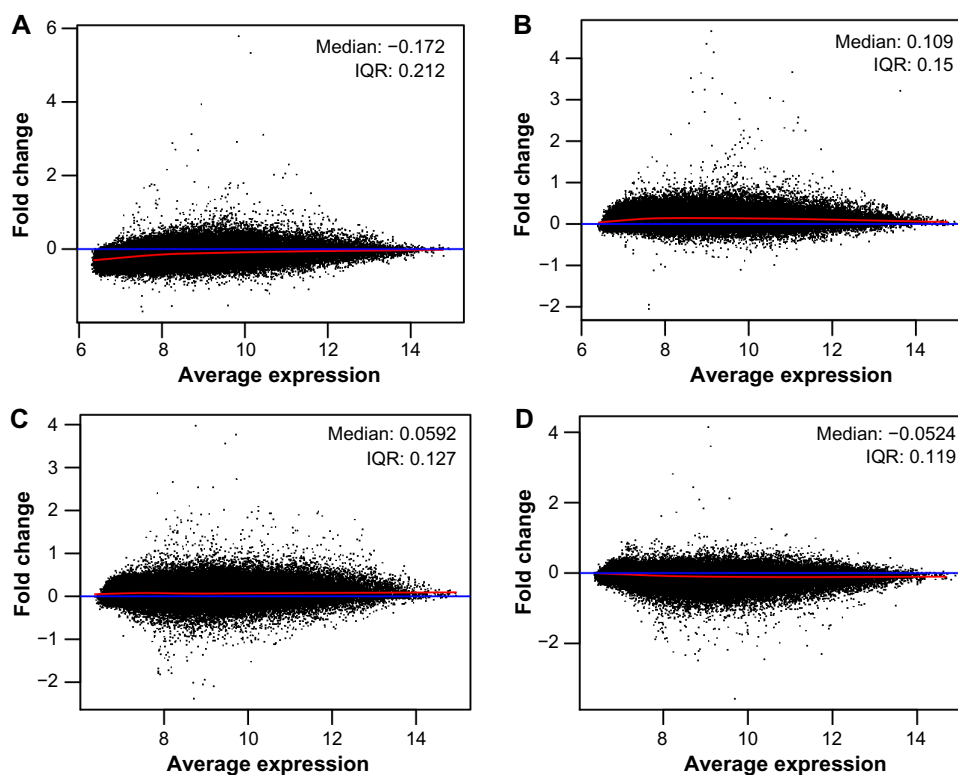 A
Median: −0.172
IQR: 0.212
Fold change
6
4
2
0
6
8
10
12
14
Average expression
B
Median: 0.109
IQR: 0.15
Fold change
4
3
2
1
0
−1
−2
8
10
12
14
Average expression
C
Median: 0.0592
IQR: 0.127
Fold change
4
3
2
1
0
−1
−2
8
10
12
14
Average expression
D
Median: −0.0524
IQR: 0.119
Fold change
4
2
0
−2
8
10
12
14
Average expression